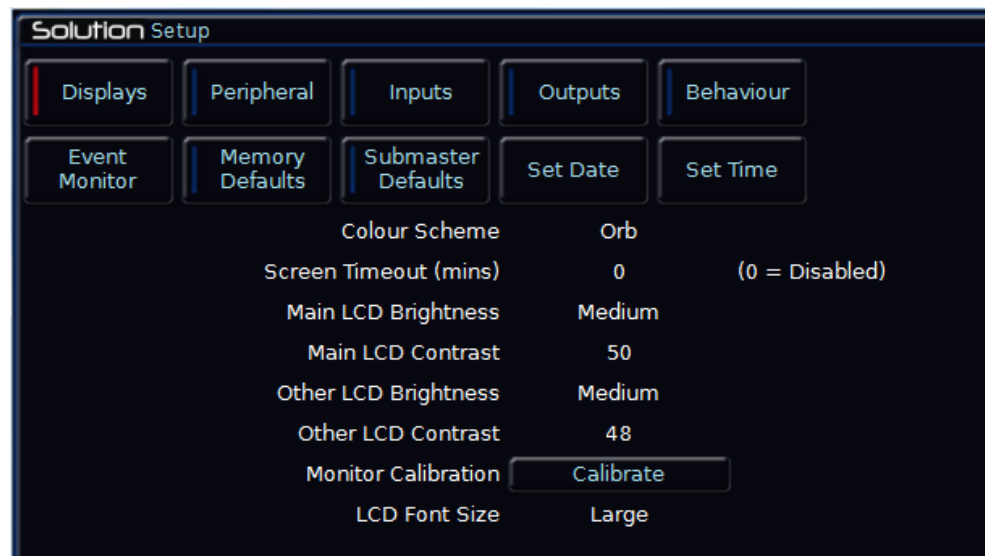 Solution Setup
Displays Peripheral Inputs Outputs Behaviour
Event Monitor Memory Defaults Submaster Defaults Set Date Set Time
Colour Scheme Orb
Screen Timeout (mins) 0 (0 = Disabled)
Main LCD Brightness Medium
Main LCD Contrast 50
Other LCD Brightness Medium
Other LCD Contrast 48
Monitor Calibration Calibrate
LCD Font Size Large